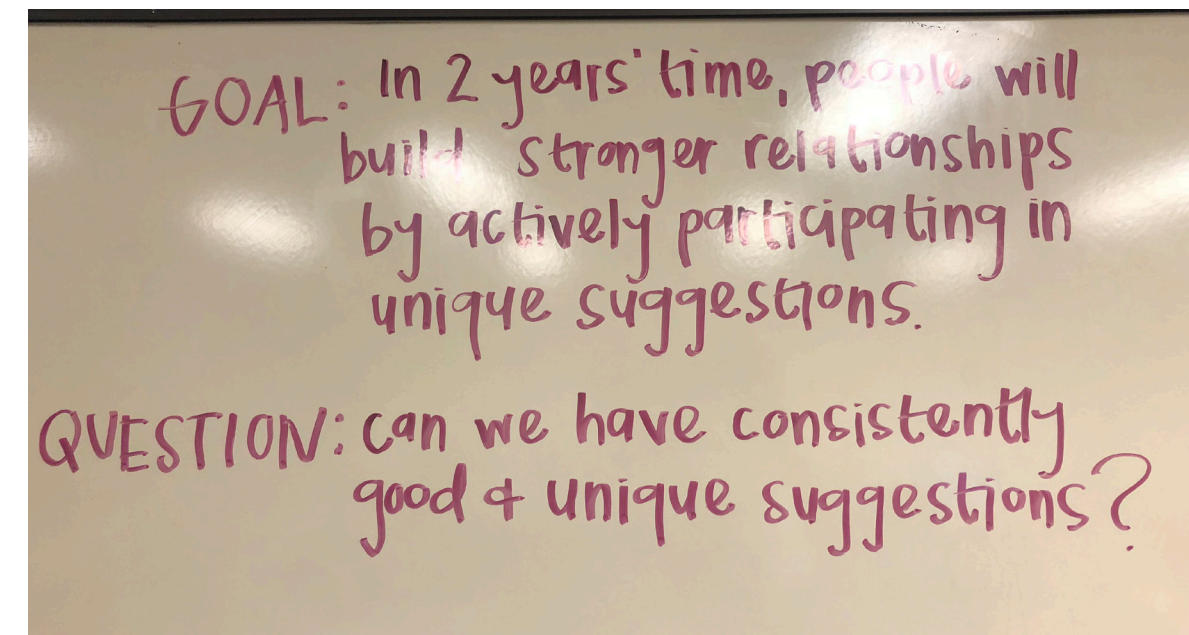 GOAL: In 2 years' time, people will
build stronger relationships
by actively participating in
unique suggestions.
QUESTION: can we have consistently
good & unique suggestions?